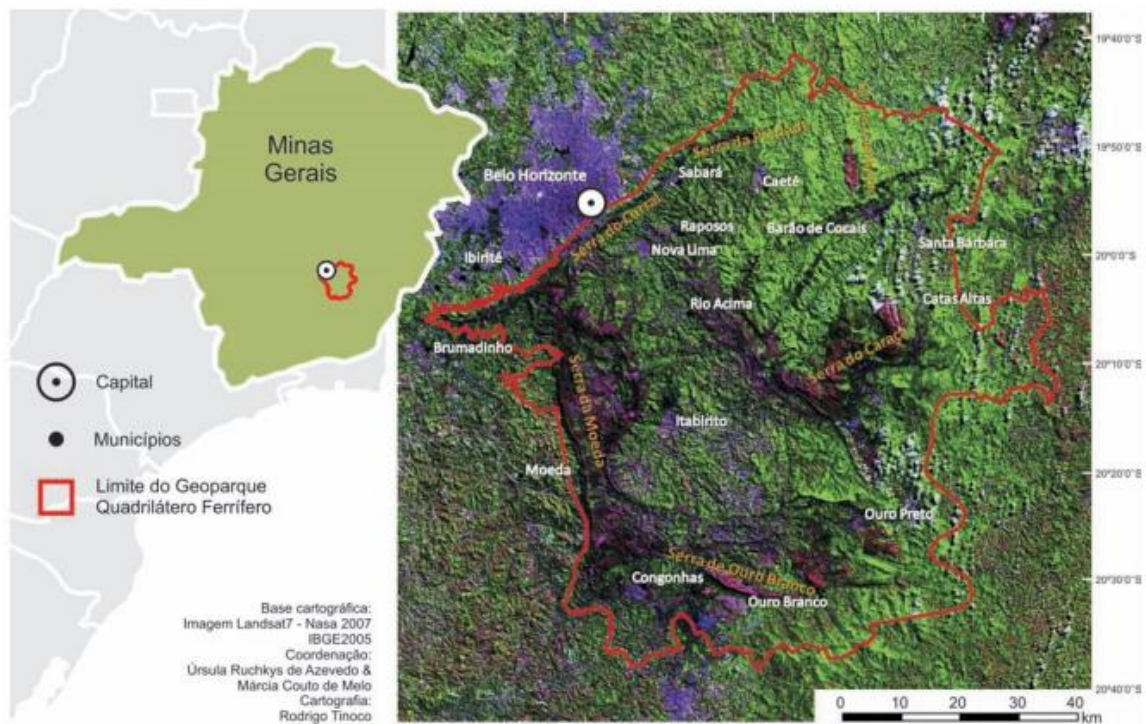 Minas
Gerais
Capital
Municípios
Limite do Geoparque
Quadrilátero Ferrífero
Base cartográfica:
Imagem Landsat7 - Nasa 2007
IBGE2005
Coordenação:
Úrsula Ruchkys de Azevedo &
Márcia Couto de Melo
Cartografia:
Rodrigo Tinoco
19°40'0"S
19°50'0"S
Serra da
Belo Horizonte
Sabará
Caeté
Serra do Curral
Raposos
Barão de Cocais
Santa Bárbara
Nova Lima
Ibirité
20°0'0"S
Rio Acima
Catas Altas
Brumadinho
Serra do Caraça
20°10'0"S
Serra da Moeda
Itabirito
Moeda
20°20'0"S
Ouro Preto
Serra de Ouro Branco
Congonhas
Ouro Branco
20°30'0"S
20°40'0"S
0 10 20 30 40
km